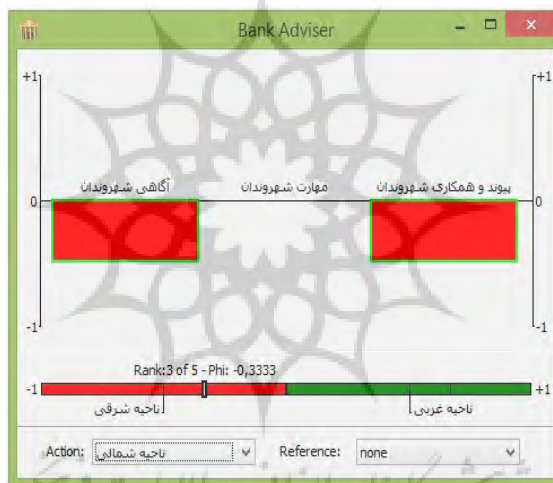 Bank Adviser
+1 +1
آگاهی شهروندان مهارت شهروندان پیوند و همکاری شهروندان
0 0
-1 -1
Rank:3 of 5 - Phi: -0,3333
-1 +1
ناحیه شرقی ناحیه غربی
Action: ناحیه شمالی Reference: none